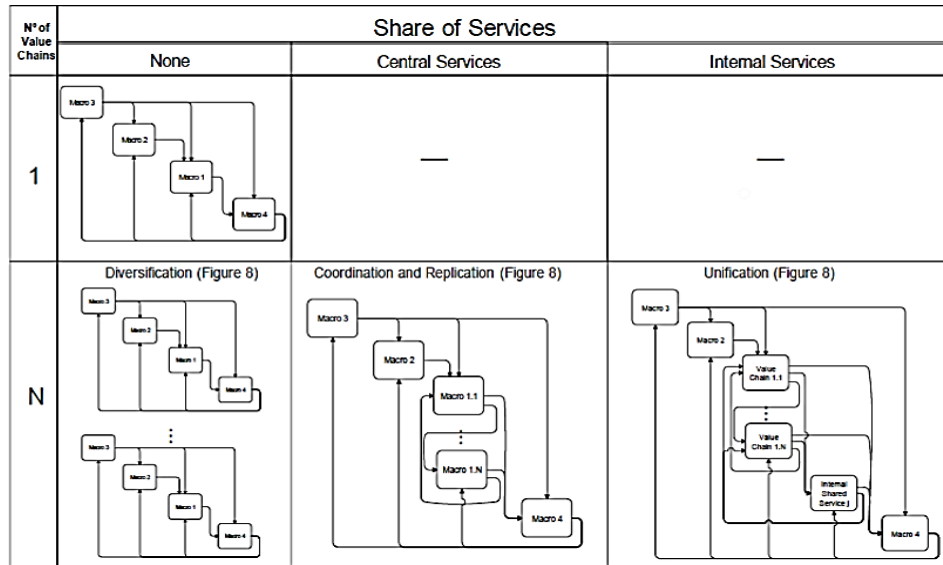 Nº of
Value
Chains
Share of Services
None
Central Services
Internal Services
1
Macro 3
Macro 2
Macro 1
Macro 4
—
—
N
Diversification (Figure 8)
Macro 3
Macro 2
Macro 1
Macro 4
Macro 3
Macro 2
Macro 1
Macro 4
Coordination and Replication (Figure 8)
Macro 3
Macro 2
Macro 1.1
Macro 1.N
Macro 4
Unification (Figure 8)
Macro 3
Macro 2
Value
Chain 1.1
Value
Chain 1.N
Internal
Shared
Service j
Macro 4